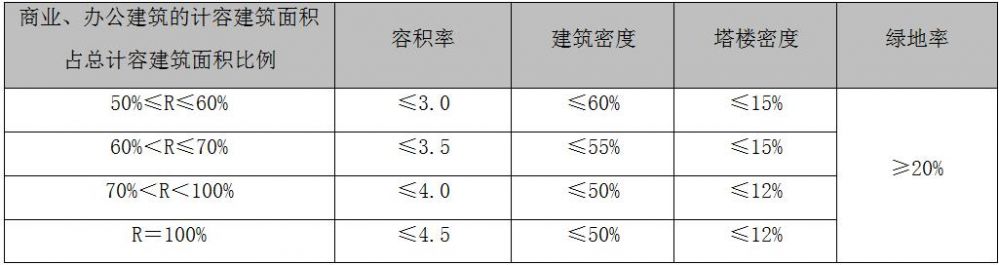 商业、办公建筑的计容建筑面积
占总计容建筑面积比例
容积率
建筑密度
塔楼密度
绿地率
50%≤R≤60%
≤3.0
≤60%
≤15%
60%<R≤70%
≤3.5
≤55%
≤15%
≥20%
70%<R<100%
≤4.0
≤50%
≤12%
R=100%
≤4.5
≤50%
≤12%